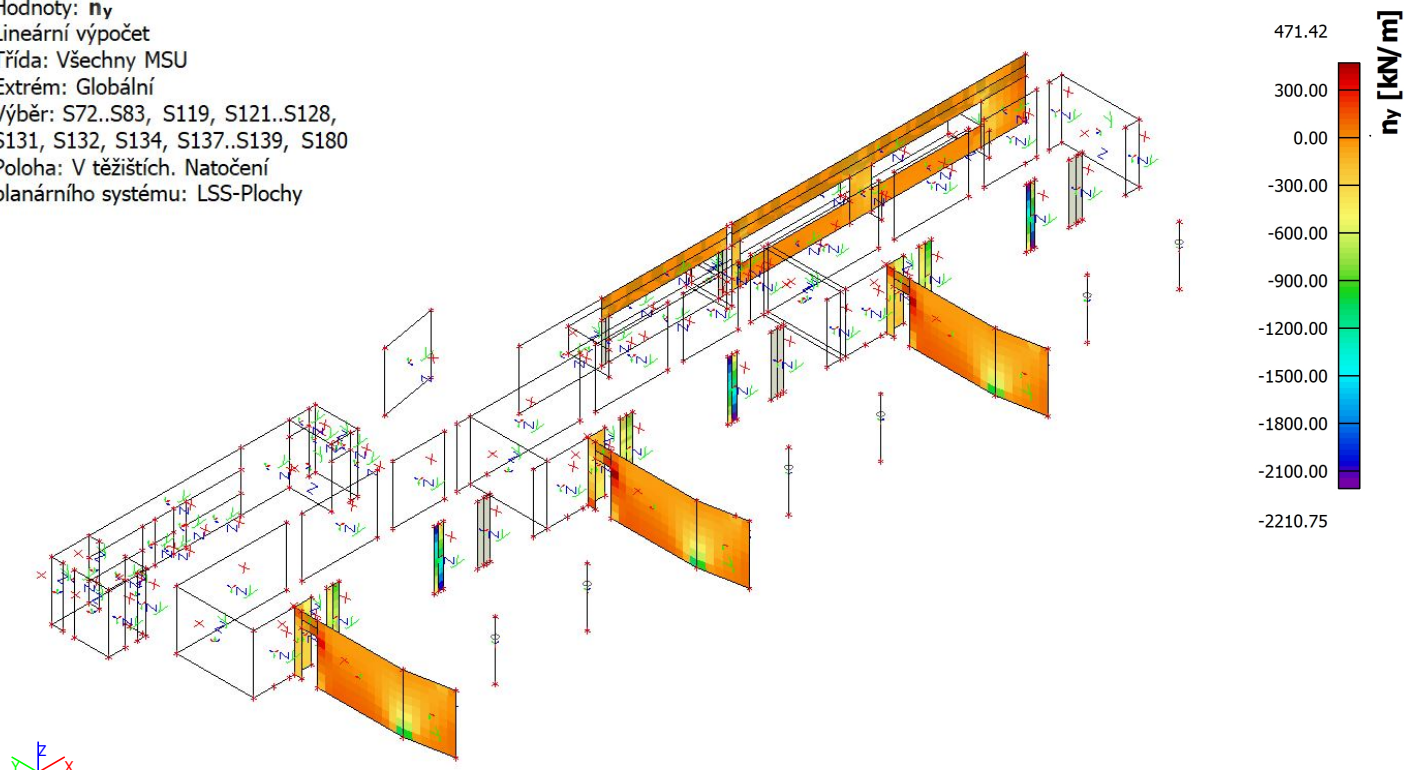 Hodnoty: ny
Lineární výpočet
Třída: Všechny MSU
Extrém: Globální
Výběr: S72..S83, S119, S121..S128,
S131, S132, S134, S137..S139, S180
Poloha: V těžištích. Natočení
planárního systému: LSS-Plochy
471.42
300.00
0.00
-300.00
-600.00
-900.00
-1200.00
-1500.00
-1800.00
-2100.00
-2210.75
ny [kN/m]
Z
Y
X